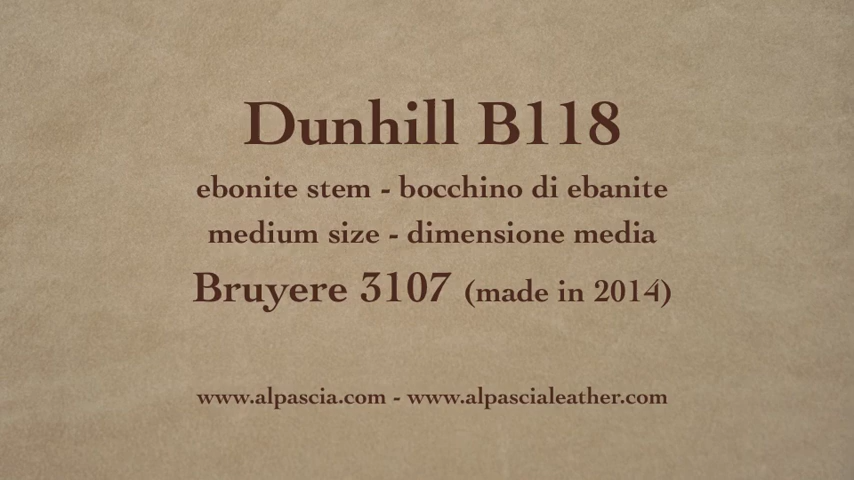 Dunhill B118
ebonite stem - bocchino di ebanite
medium size - dimensione media
Bruyere 3107 (made in 2014)
www.alpascia.com - www.alpascialeather.com